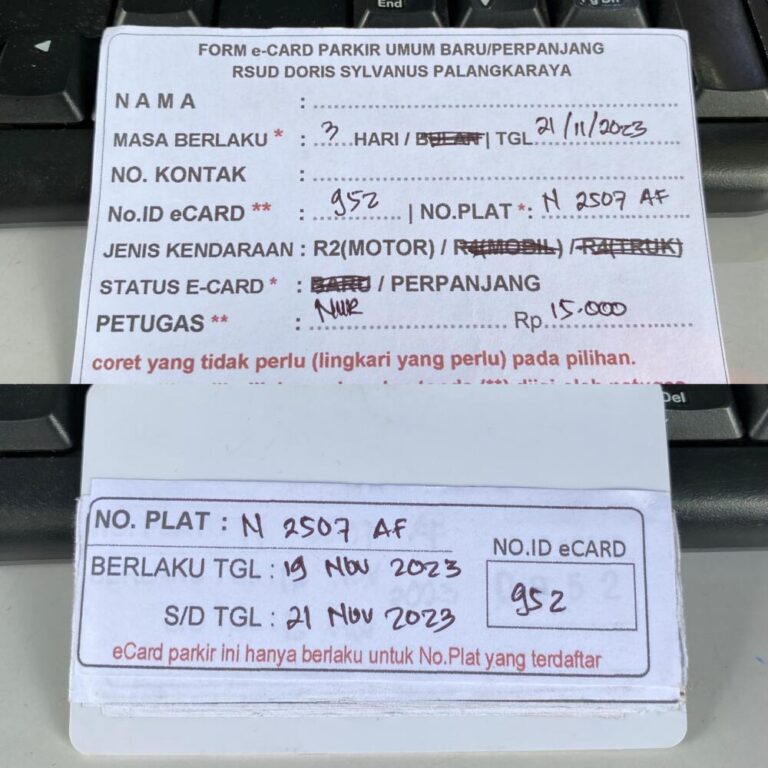 End
FORM e-CARD PARKIR UMUM BARU/PERPANJANG
RSUD DORIS SYLVANUS PALANGKARAYA
NAMA :
MASA BERLAKU * : 3 HARI / BULAN | TGL 21/11/2023
NO. KONTAK :
No.ID eCARD ** : 952 | NO.PLAT *: N 2507 AF
JENIS KENDARAAN : R2(MOTOR) / R4(MOBIL) / R4(TRUK)
STATUS E-CARD * : BARU / PERPANJANG
PETUGAS ** : NUR Rp 15.000
coret yang tidak perlu (lingkari yang perlu) pada pilihan.
Del
NO. PLAT : N 2507 AF
BERLAKU TGL : 19 NOV 2023
S/D TGL : 21 NOV 2023
NO.ID eCARD
952
eCard parkir ini hanya berlaku untuk No.Plat yang terdaftar